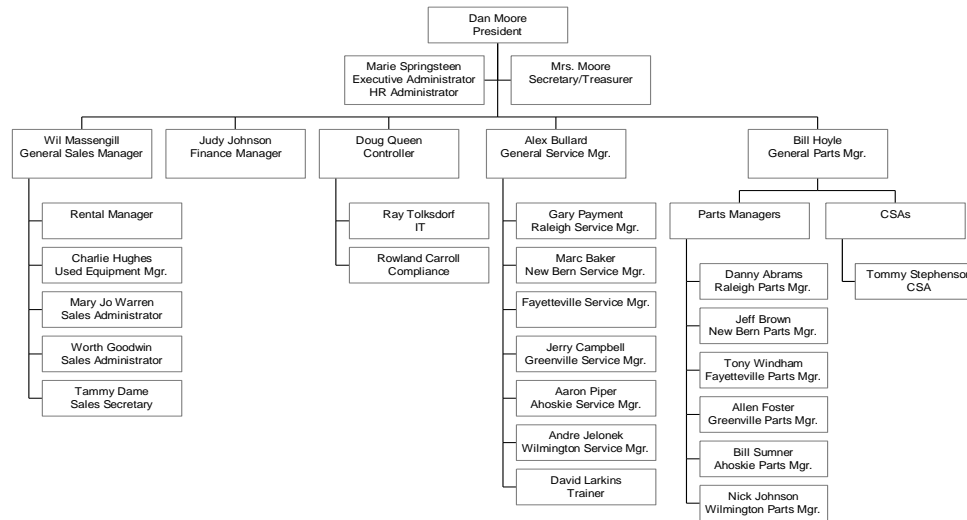 Dan Moore
President
Marie Springsteen
Executive Administrator
HR Administrator
Mrs. Moore
Secretary/Treasurer
Wil Massengill
General Sales Manager
Judy Johnson
Finance Manager
Doug Queen
Controller
Alex Bullard
General Service Mgr.
Bill Hoyle
General Parts Mgr.
Rental Manager
Charlie Hughes
Used Equipment Mgr.
Mary Jo Warren
Sales Administrator
Worth Goodwin
Sales Administrator
Tammy Dame
Sales Secretary
Ray Tolksdorf
IT
Rowland Carroll
Compliance
Gary Payment
Raleigh Service Mgr.
Marc Baker
New Bern Service Mgr.
Fayetteville Service Mgr.
Jerry Campbell
Greenville Service Mgr.
Aaron Piper
Ahoskie Service Mgr.
Andre Jelonek
Wilmington Service Mgr.
David Larkins
Trainer
Parts Managers
Danny Abrams
Raleigh Parts Mgr.
Jeff Brown
New Bern Parts Mgr.
Tony Windham
Fayetteville Parts Mgr.
Allen Foster
Greenville Parts Mgr.
Bill Sumner
Ahoskie Parts Mgr.
Nick Johnson
Wilmington Parts Mgr.
CSAs
Tommy Stephenson
CSA